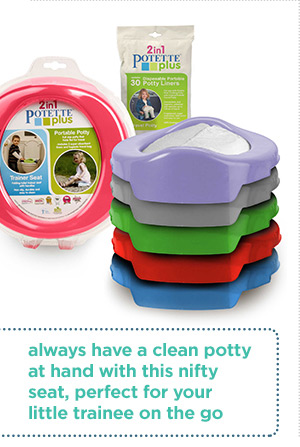 2in1
POTETTE
plus
Disposable Portable
30 Potty Liners
2in1
POTETTE
plus
Portable Potty
Trainer Seat
always have a clean potty
at hand with this nifty
seat, perfect for your
little trainee on the go